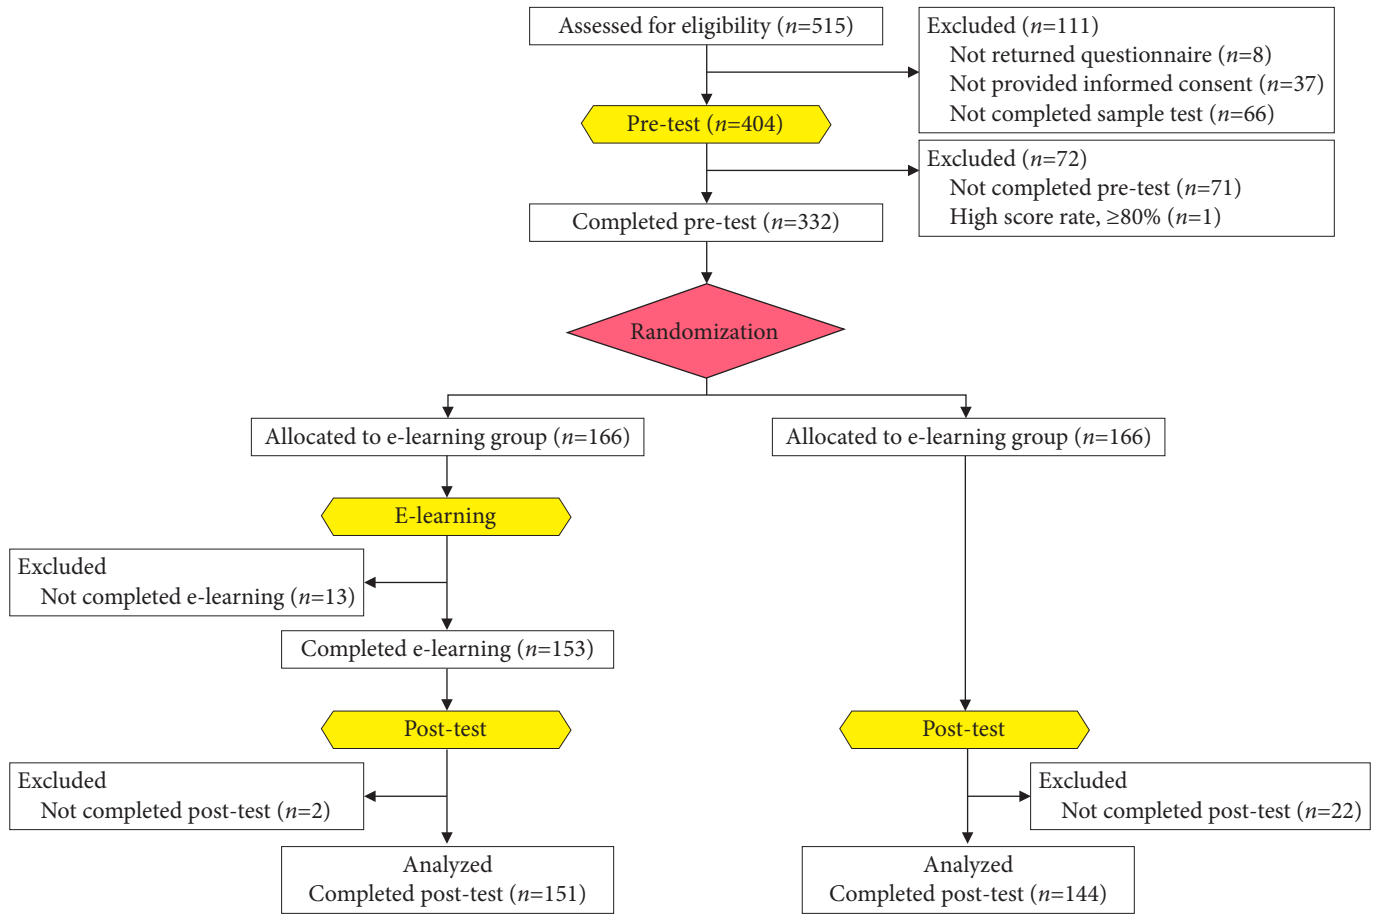 Assessed for eligibility (n=515)
Excluded (n=111)
Not returned questionnaire (n=8)
Not provided informed consent (n=37)
Not completed sample test (n=66)
Pre-test (n=404)
Excluded (n=72)
Not completed pre-test (n=71)
High score rate, ≥80% (n=1)
Completed pre-test (n=332)
Randomization
Allocated to e-learning group (n=166)
Allocated to e-learning group (n=166)
E-learning
Excluded
Not completed e-learning (n=13)
Completed e-learning (n=153)
Post-test
Post-test
Excluded
Not completed post-test (n=2)
Excluded
Not completed post-test (n=22)
Analyzed
Completed post-test (n=151)
Analyzed
Completed post-test (n=144)